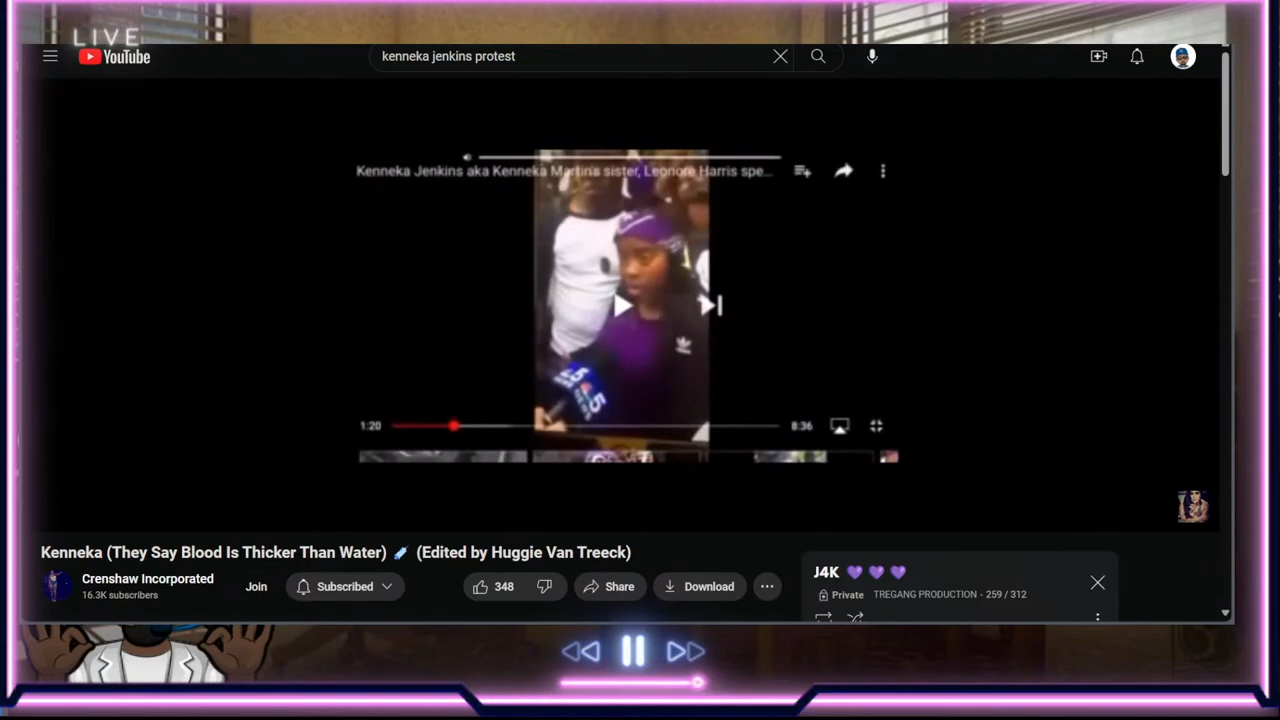 LIVE
YouTube
kenneka jenkins protest
Kenneka Jenkins aka Kenneka Martin's sister, Leonore Harris spe...
5
5
1:20
8:36
Kenneka (They Say Blood Is Thicker Than Water) (Edited by Huggie Van Treeck)
Crenshaw Incorporated
16.3K subscribers
Join
Subscribed
348
Share
Download
J4K 💜 💜 💜
Private
TREGANG PRODUCTION - 259 / 312